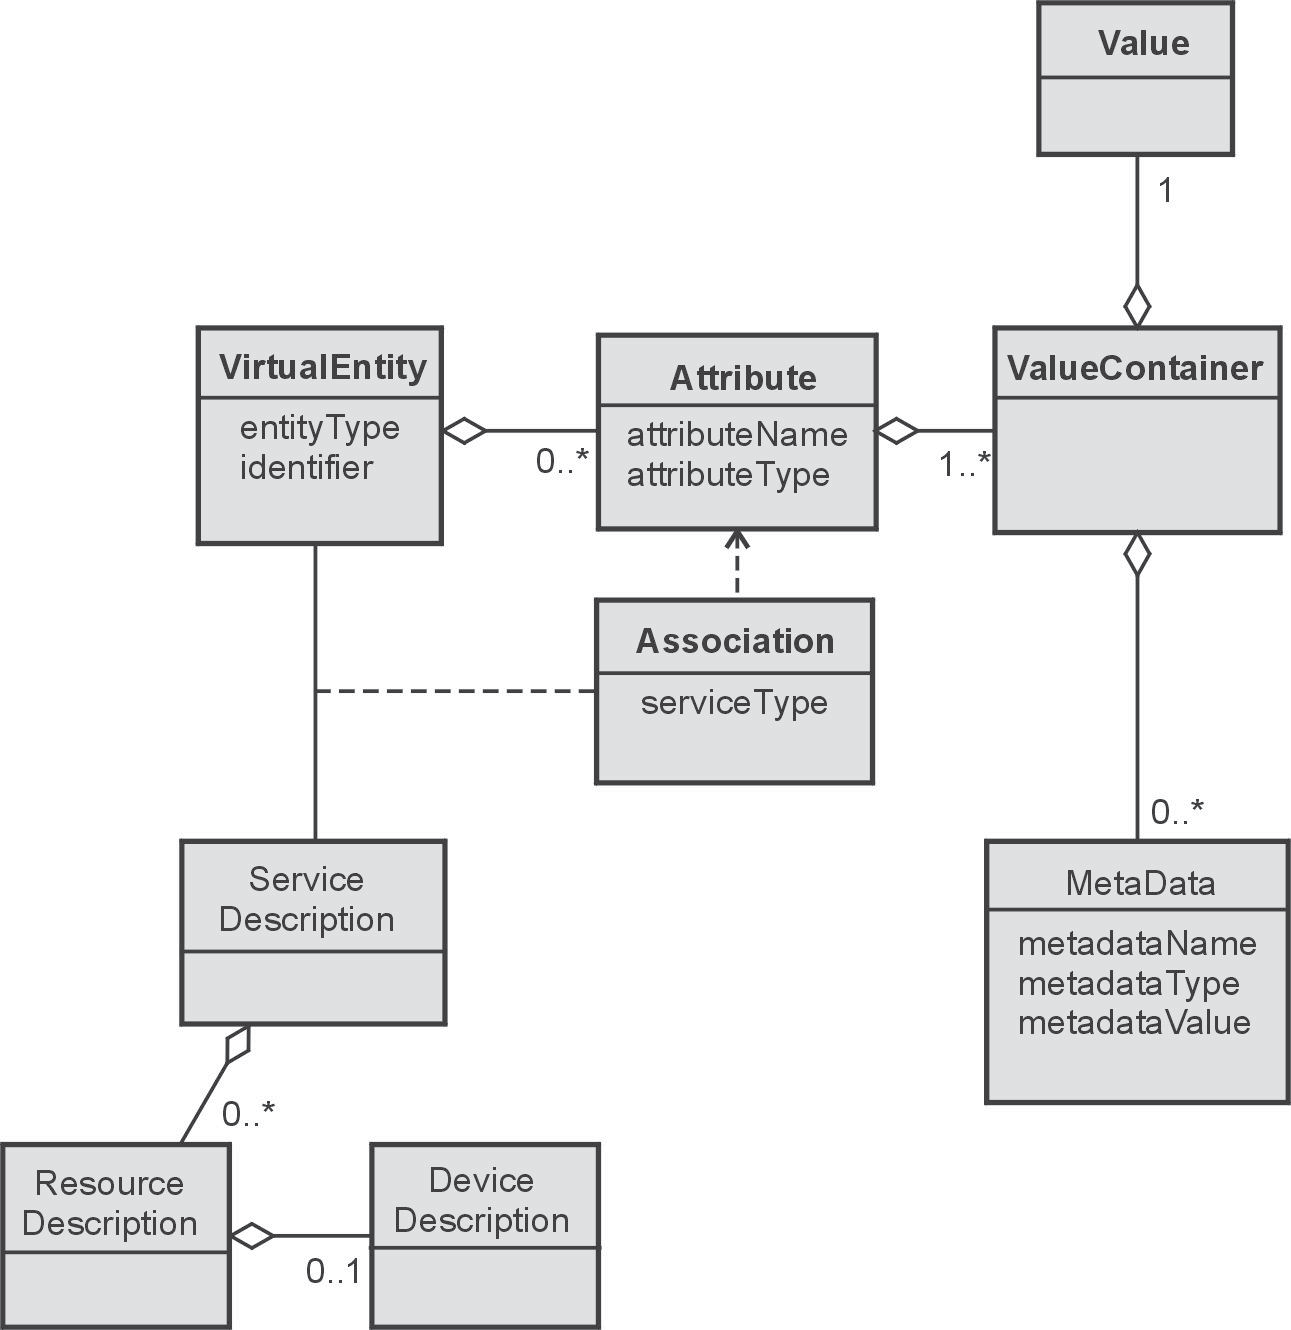 Value
1
VirtualEntity
entityType
identifier
0..*
Attribute
attributeName
attributeType
1..*
ValueContainer
Association
serviceType
0..*
Service
Description
MetaData
metadataName
metadataType
metadataValue
0..*
Resource
Description
0..1
Device
Description